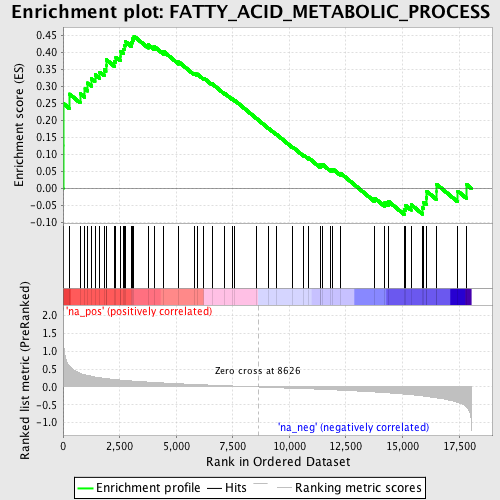 Enrichment plot: FATTY_ACID_METABOLIC_PROCESS
Enrichment score (ES)
0.45
0.40
0.35
0.30
0.25
0.20
0.15
0.10
0.05
0.00
-0.05
-0.10
'na_pos' (positively correlated)
Ranked list metric (PreRanked)
2.0
1.5
1.0
0.5
0.0
-0.5
-1.0
Zero cross at 8626
'na_neg' (negatively correlated)
0 2,500 5,000 7,500 10,000 12,500 15,000 17,500
Rank in Ordered Dataset
Enrichment profile Hits Ranking metric scores